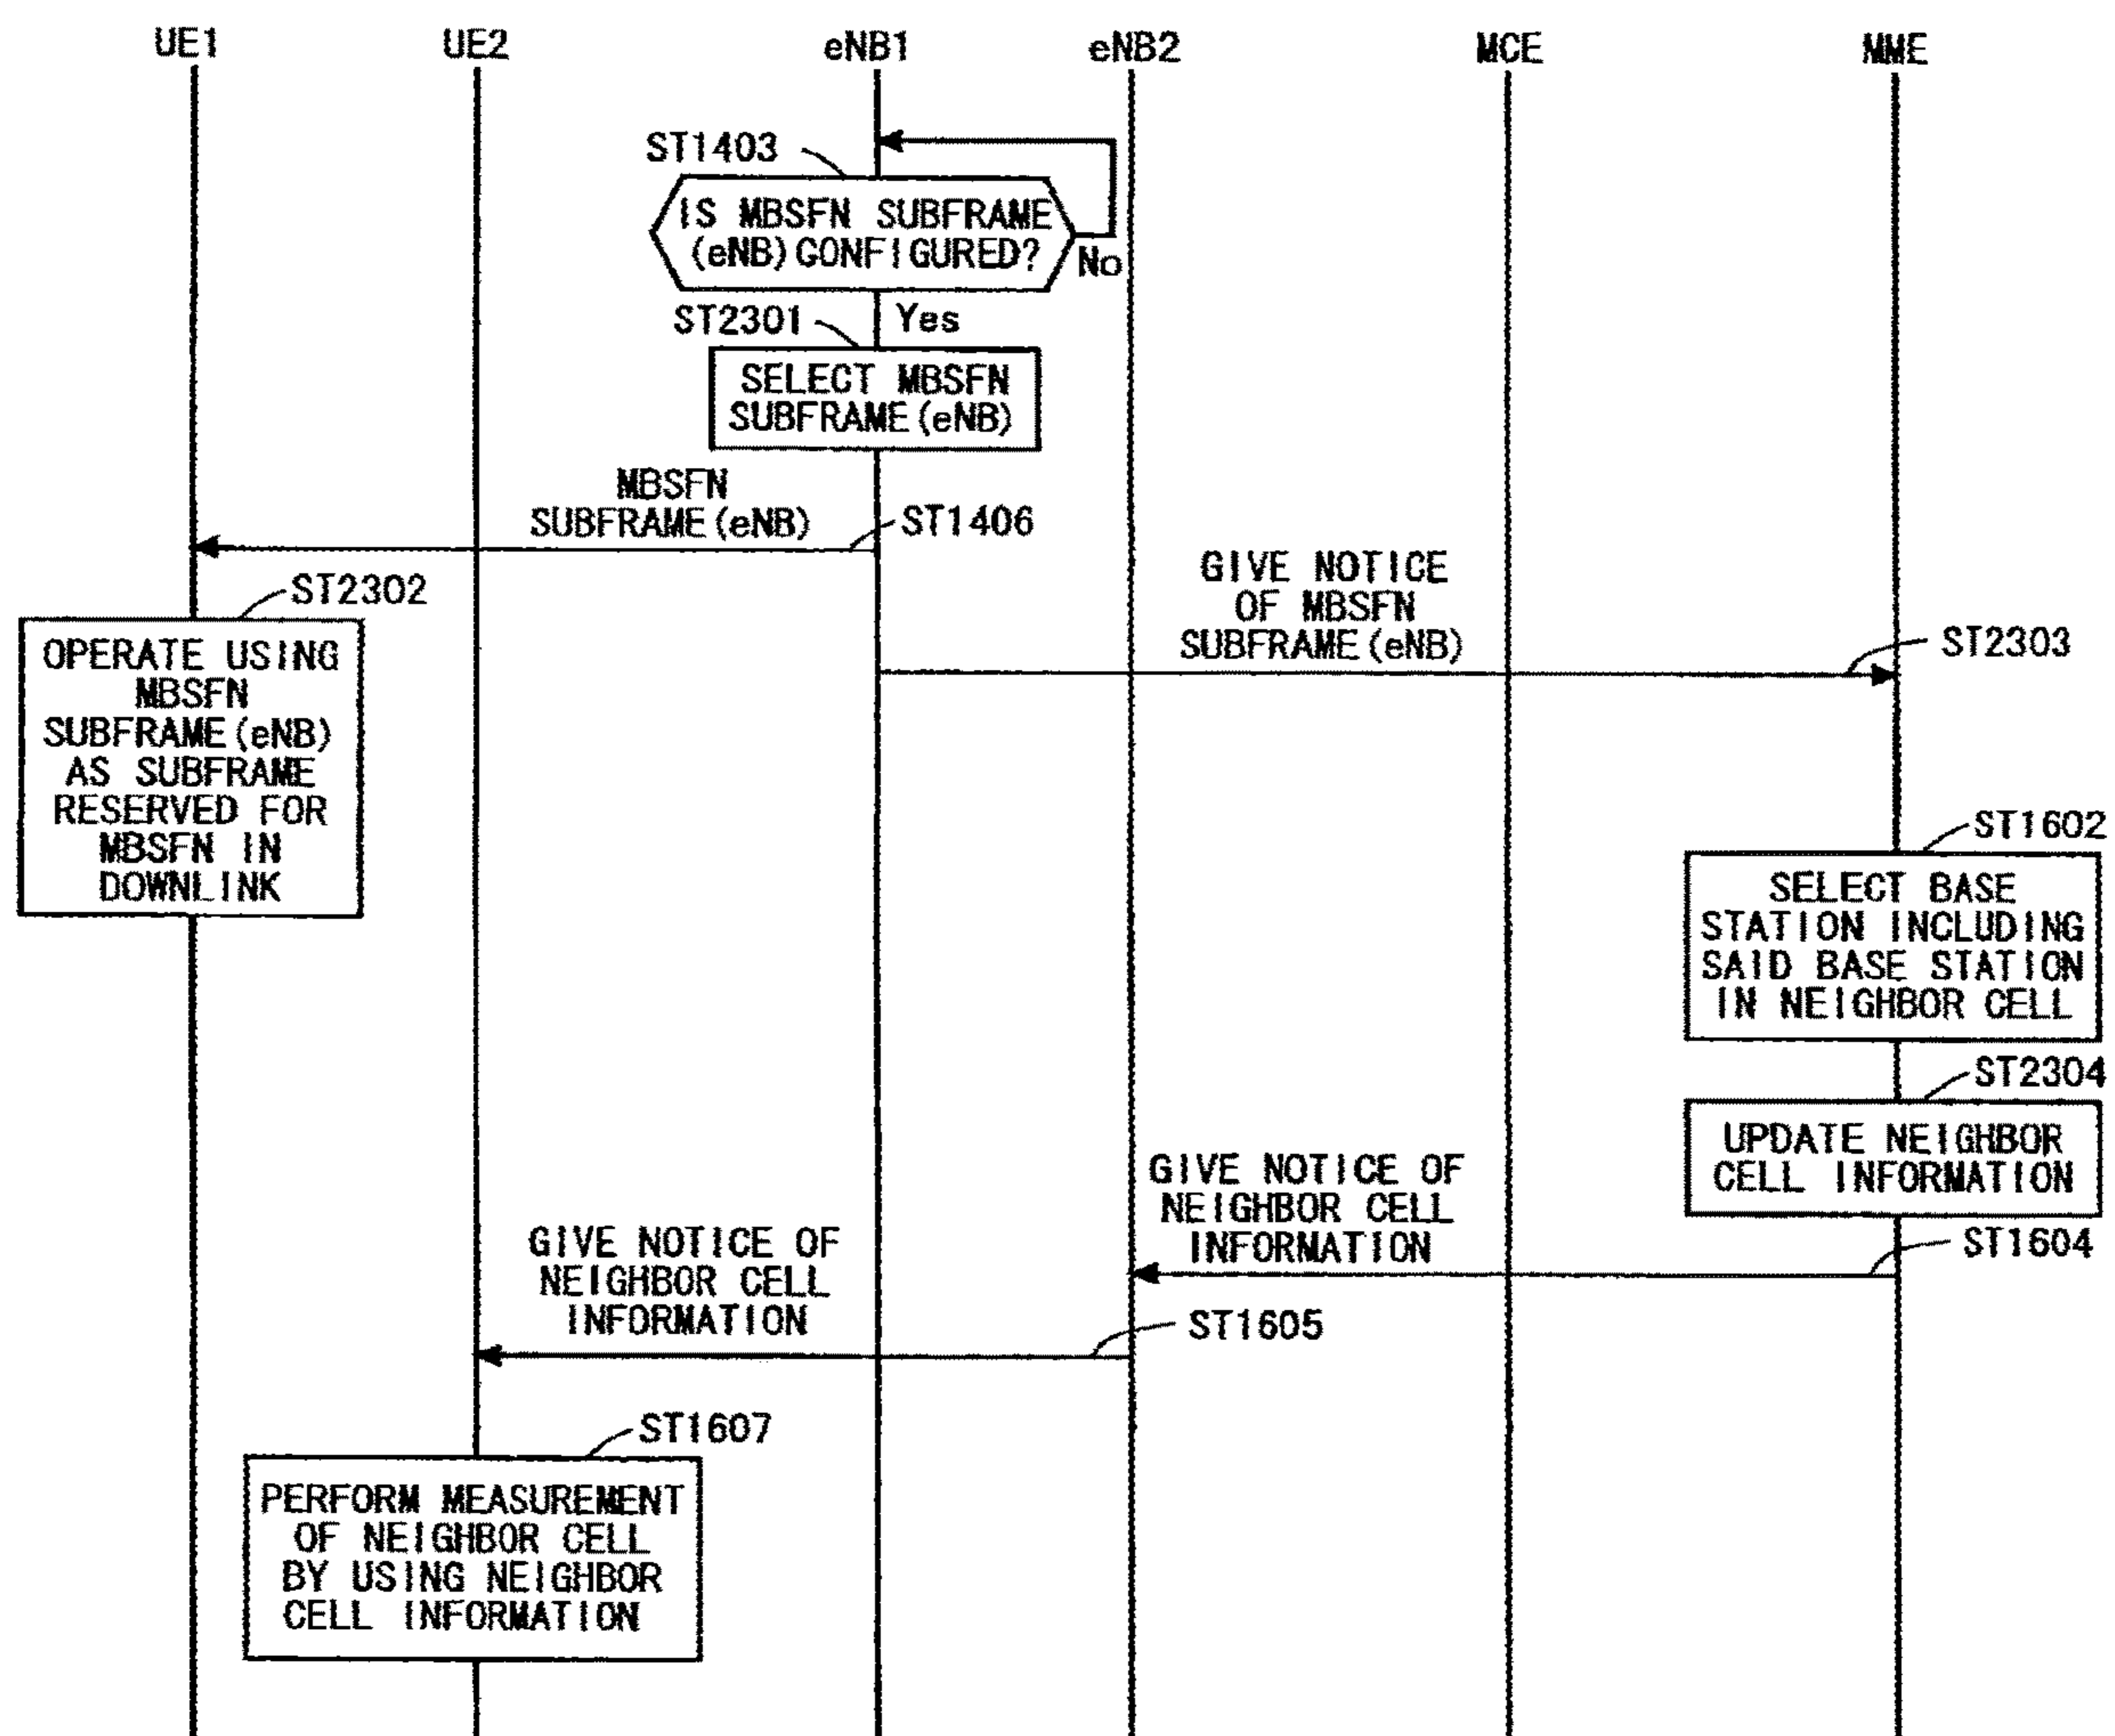 UE1
UE2
eNB1
eNB2
MCE
MME
ST1403
IS MBSFN SUBFRAME
(eNB) CONFIGURED?
No
ST2301
Yes
SELECT MBSFN
SUBFRAME(eNB)
MBSFN
SUBFRAME(eNB)
ST1406
ST2302
OPERATE USING
MBSFN
SUBFRAME(eNB)
AS SUBFRAME
RESERVED FOR
MBSFN IN
DOWNLINK
GIVE NOTICE
OF MBSFN
SUBFRAME(eNB)
ST2303
ST1602
SELECT BASE
STATION INCLUDING
SAID BASE STATION
IN NEIGHBOR CELL
ST2304
UPDATE NEIGHBOR
CELL INFORMATION
GIVE NOTICE OF
NEIGHBOR CELL
INFORMATION
ST1604
GIVE NOTICE OF
NEIGHBOR CELL
INFORMATION
ST1605
ST1607
PERFORM MEASUREMENT
OF NEIGHBOR CELL
BY USING NEIGHBOR
CELL INFORMATION